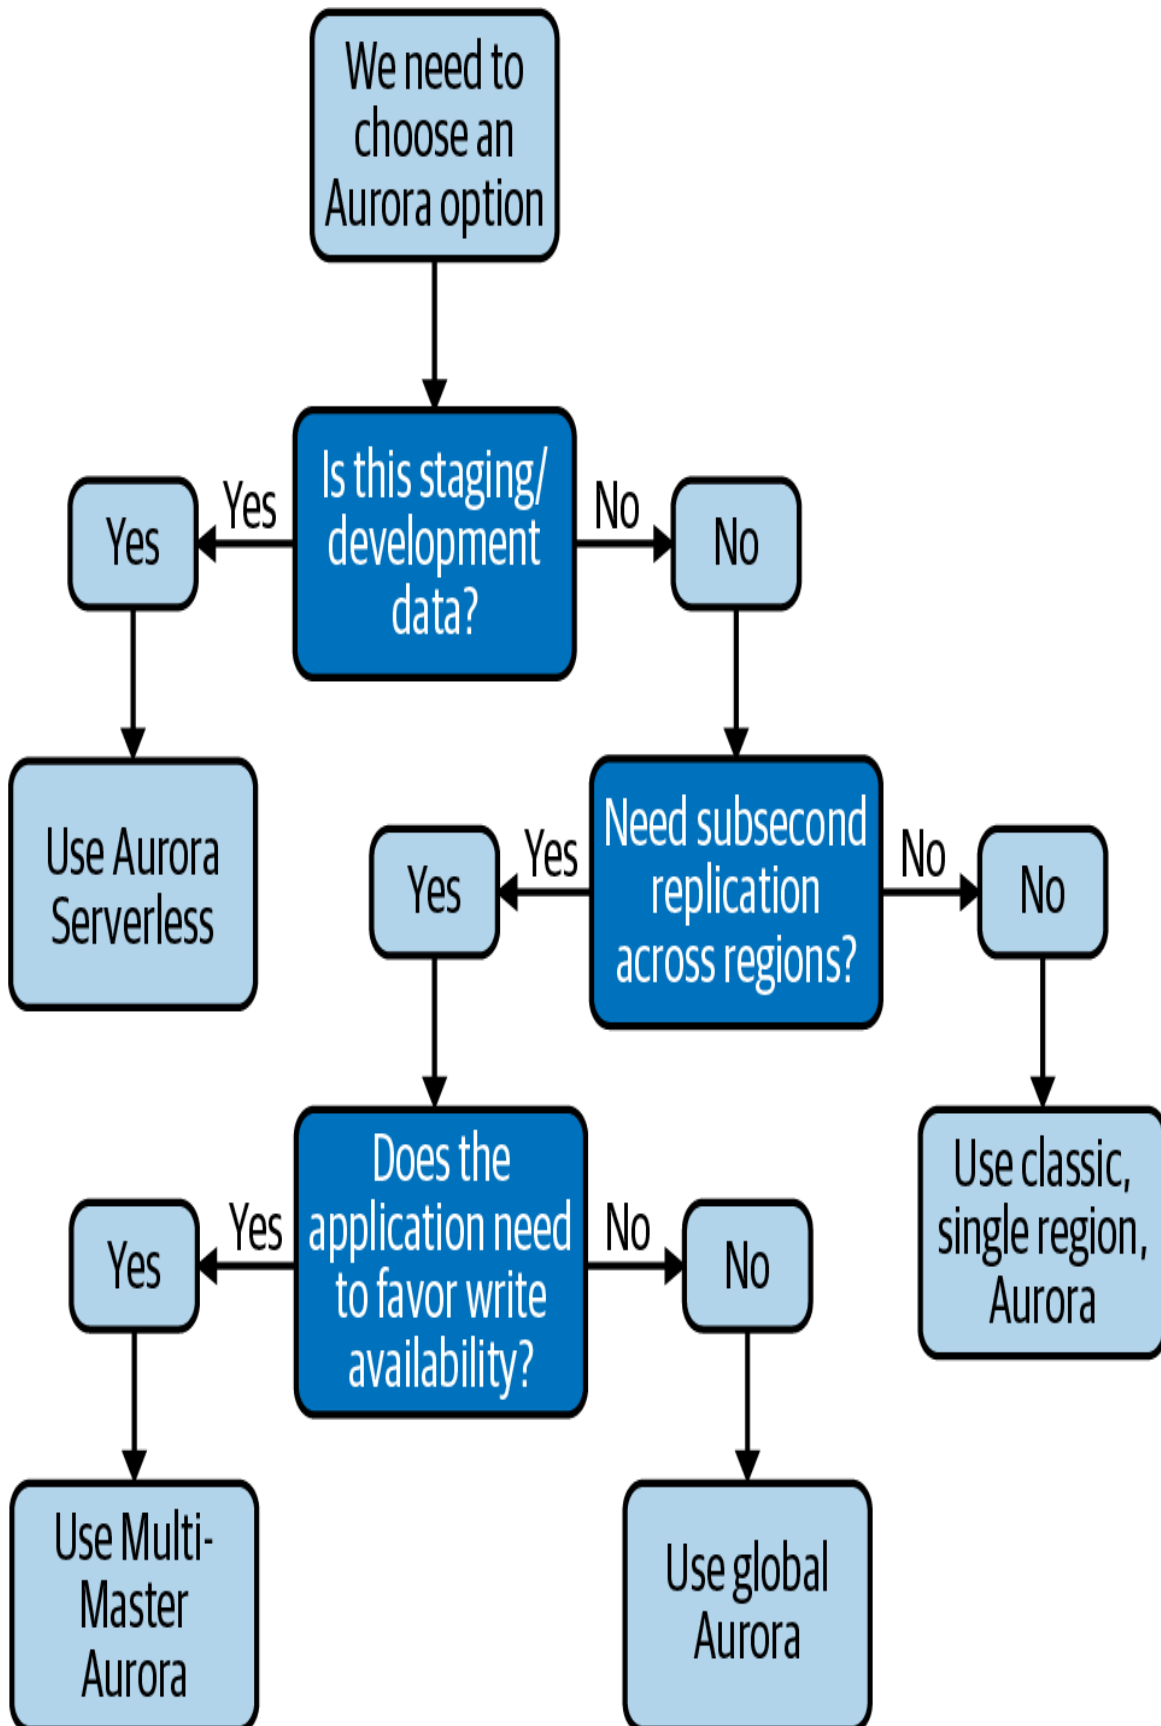 We need to
choose an
Aurora option
Is this staging/
development
data?
Yes
Yes
No
No
Use Aurora
Serverless
Need subsecond
replication
across regions?
Yes
Yes
No
No
Does the
application need
to favor write
availability?
Yes
Yes
No
No
Use classic,
single region,
Aurora
Use Multi-
Master
Aurora
Use global
Aurora